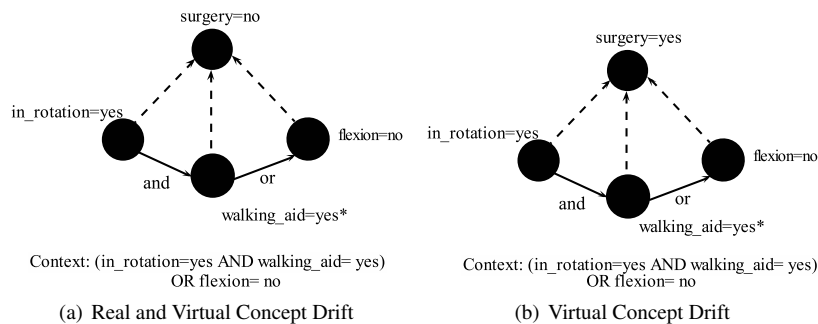 surgery=no
in_rotation=yes
flexion=no
and
or
walking_aid=yes*
Context: (in_rotation=yes AND walking_aid= yes)
OR flexion= no
(a) Real and Virtual Concept Drift
surgery=yes
in_rotation=yes
flexion=no
and
or
walking_aid=yes*
Context: (in_rotation=yes AND walking_aid= yes)
OR flexion= no
(b) Virtual Concept Drift